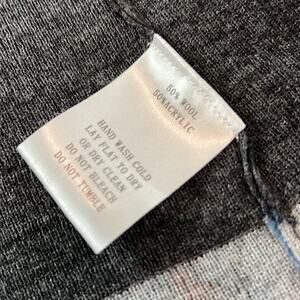 50% WOOL
50%ACRYLIC
HAND WASH COLD
LAY FLAT TO DRY
OR DRY CLEAN
DO NOT BLEACH
DO NOT TUMBLE